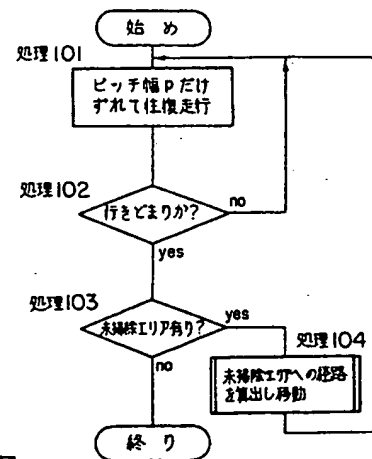 始め
処理101
ピッチ幅Pだけ
ずれて往復走行
処理102
行きどまりか?
no
yes
処理103
未掃除エリア有り?
yes
no
処理104
未掃除エリアへの経路
を算出し移動
終り